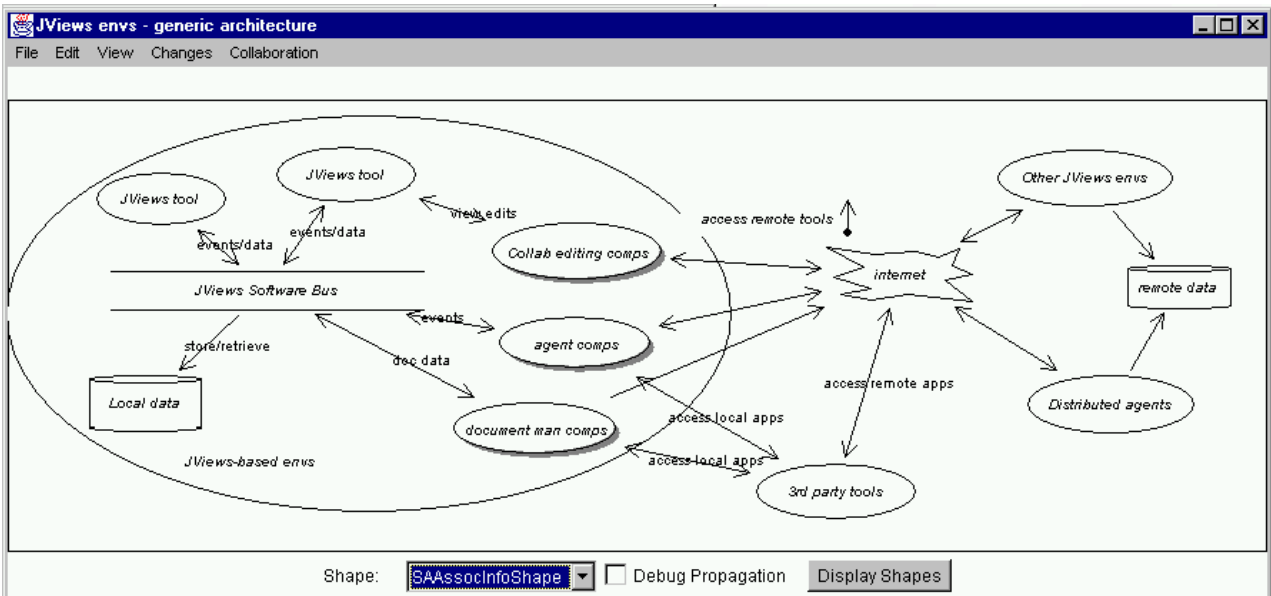 JViews envs - generic architecture
File Edit View Changes Collaboration
JViews tool
JViews tool
Other JViews envs
view edits
access remote tools
events/data
events/data
Collab editing comps
internet
JViews Software Bus
remote data
events
agent comps
store/retrieve
doc data
access remote apps
Local data
Distributed agents
access local apps
document man comps
JViews-based envs
access local apps
3rd party tools
Shape: SAAssocInfoShape Debug Propagation Display Shapes